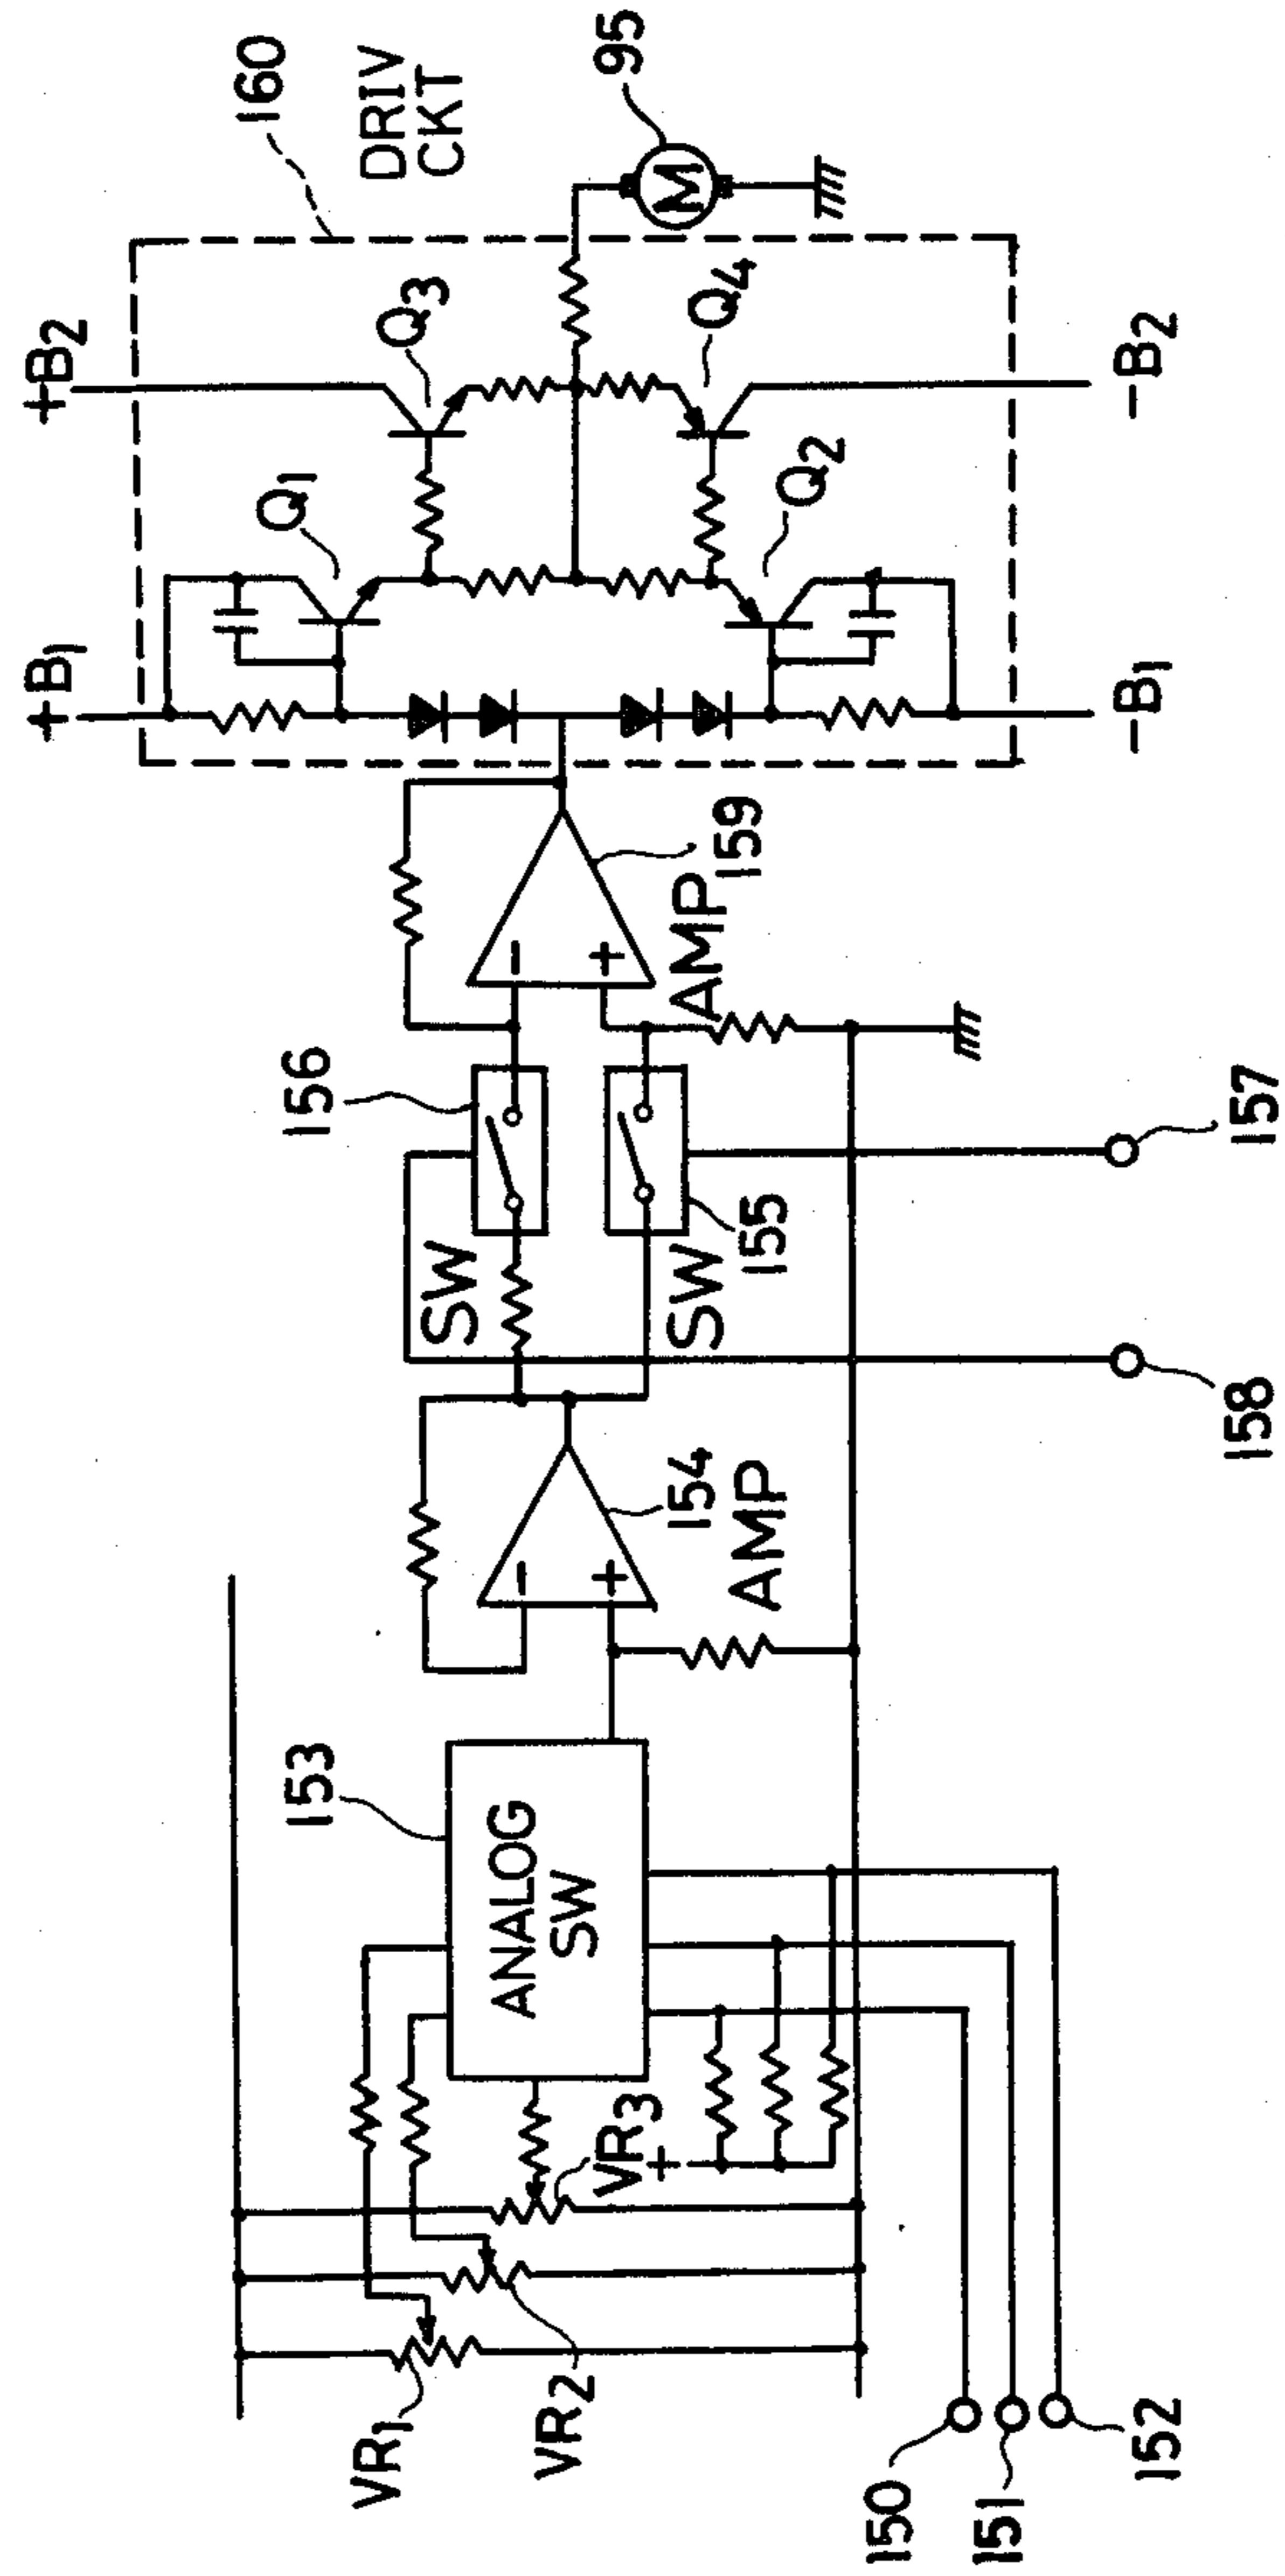 160
DRIV
CKT
95
M
+B2
Q3
Q4
-B2
+B1
Q1
Q2
-B1
159
AMP
-
+
156
SW
155
SW
157
158
154
AMP
-
+
153
ANALOG
SW
VR3
+
VR2
VR1
150
151
152